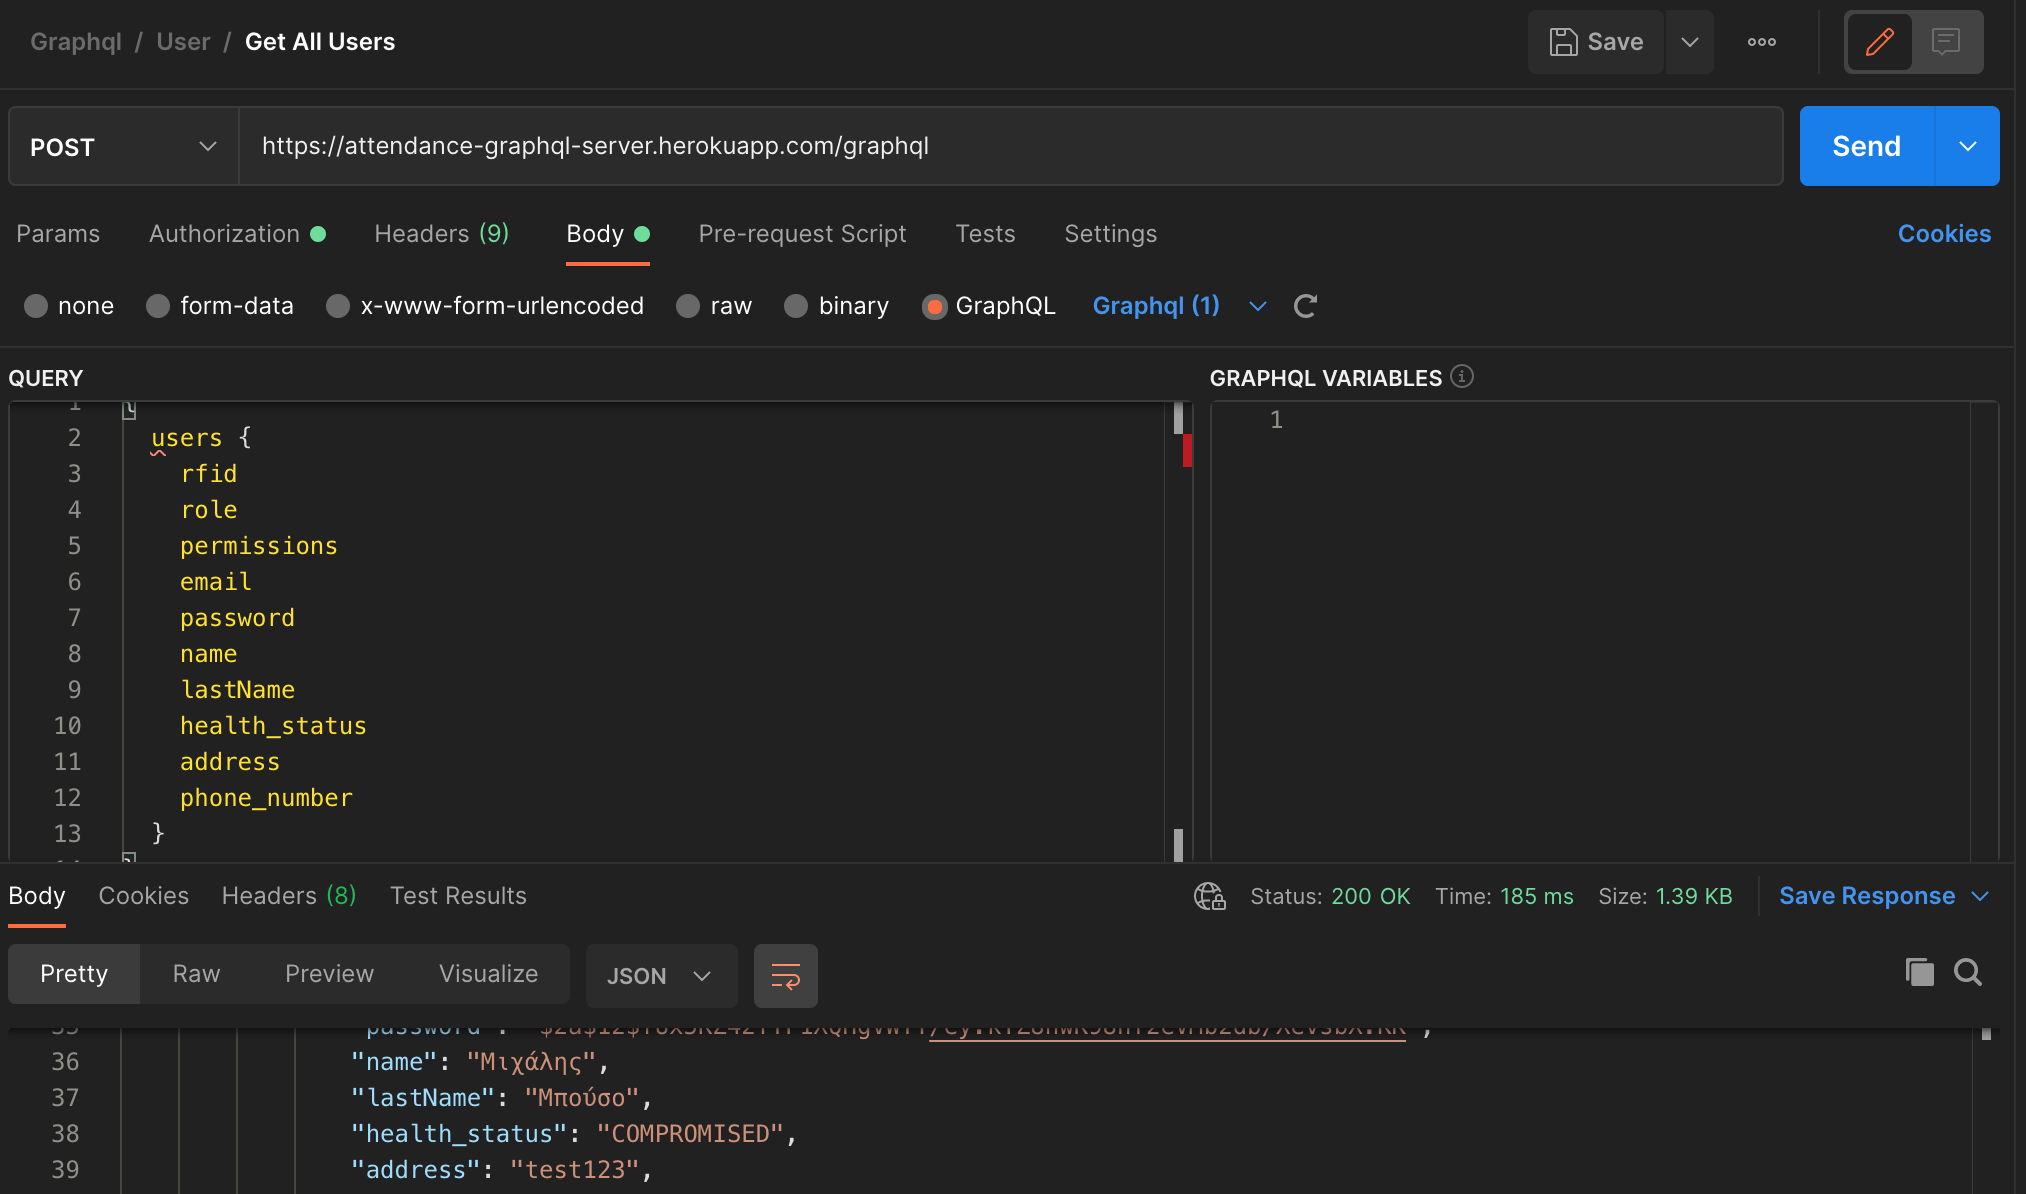 Graphql / User / Get All Users
Save
POST
https://attendance-graphql-server.herokuapp.com/graphql
Send
Params Authorization Headers (9) Body Pre-request Script Tests Settings Cookies
none form-data x-www-form-urlencoded raw binary GraphQL Graphql (1)
QUERY
1 {
2 users {
3 rfid
4 role
5 permissions
6 email
7 password
8 name
9 lastName
10 health_status
11 address
12 phone_number
13 }
14 }
GRAPHQL VARIABLES
1
Body Cookies Headers (8) Test Results
Status: 200 OK Time: 185 ms Size: 1.39 KB Save Response
Pretty Raw Preview Visualize JSON
35 "password":
36 "name": "Μιχάλης",
37 "lastName": "Μπούσο",
38 "health_status": "COMPROMISED",
39 "address": "test123",